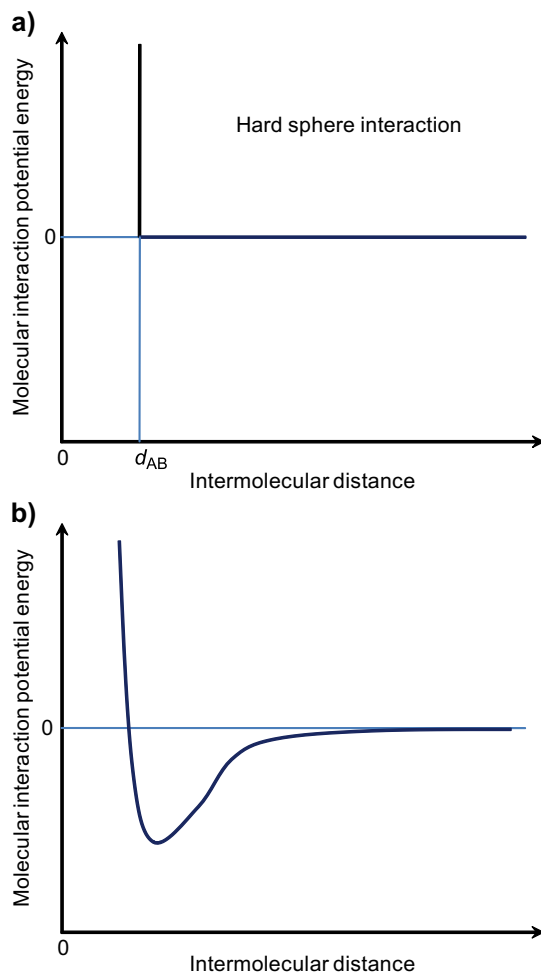 a)
Molecular interaction potential energy
Hard sphere interaction
0
0
d_AB
Intermolecular distance
b)
Molecular interaction potential energy
0
0
Intermolecular distance